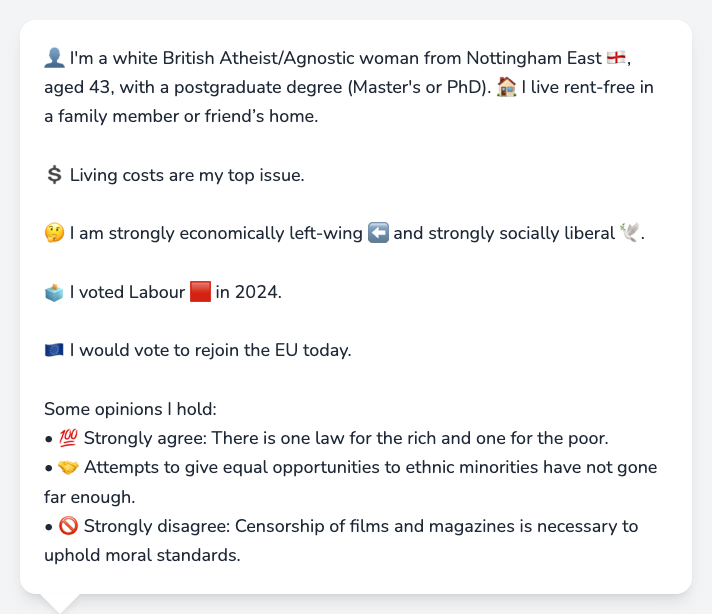 👤 I'm a white British Atheist/Agnostic woman from Nottingham East 🏴󠁧󠁢󠁥󠁮󠁧󠁿,
aged 43, with a postgraduate degree (Master's or PhD). 🏠 I live rent-free in
a family member or friend’s home.
💲 Living costs are my top issue.
🤔 I am strongly economically left-wing ⬅️ and strongly socially liberal 🕊️.
🗳️ I voted Labour 🟥 in 2024.
🇪🇺 I would vote to rejoin the EU today.
Some opinions I hold:
• 💯 Strongly agree: There is one law for the rich and one for the poor.
• 🤝 Attempts to give equal opportunities to ethnic minorities have not gone
far enough.
• 🚫 Strongly disagree: Censorship of films and magazines is necessary to
uphold moral standards.